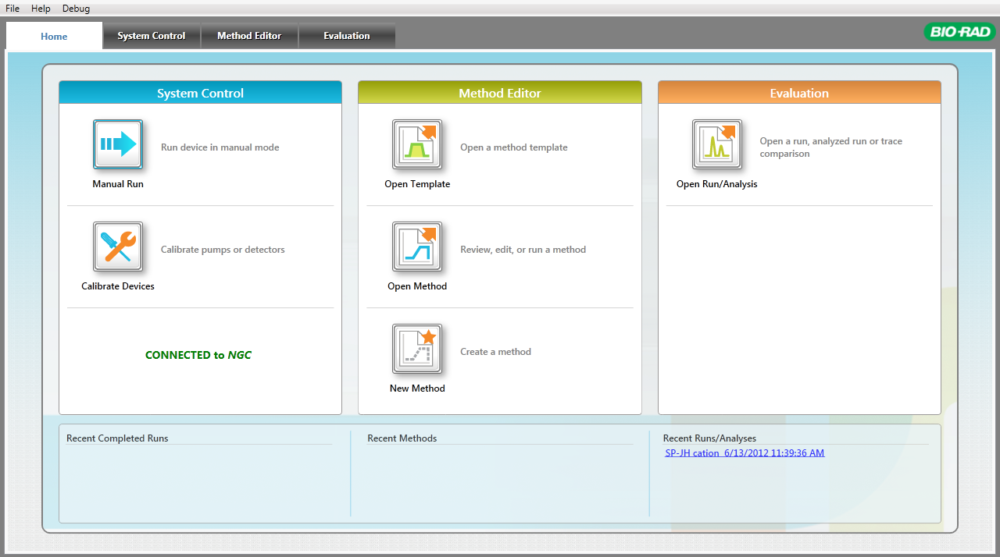 File Help Debug
Home System Control Method Editor Evaluation
BIO-RAD
System Control
Run device in manual mode
Manual Run
Calibrate pumps or detectors
Calibrate Devices
CONNECTED to NGC
Method Editor
Open a method template
Open Template
Review, edit, or run a method
Open Method
Create a method
New Method
Evaluation
Open a run, analyzed run or trace
comparison
Open Run/Analysis
Recent Completed Runs
Recent Methods
Recent Runs/Analyses
SP-JH cation 6/13/2012 11:39:36 AM